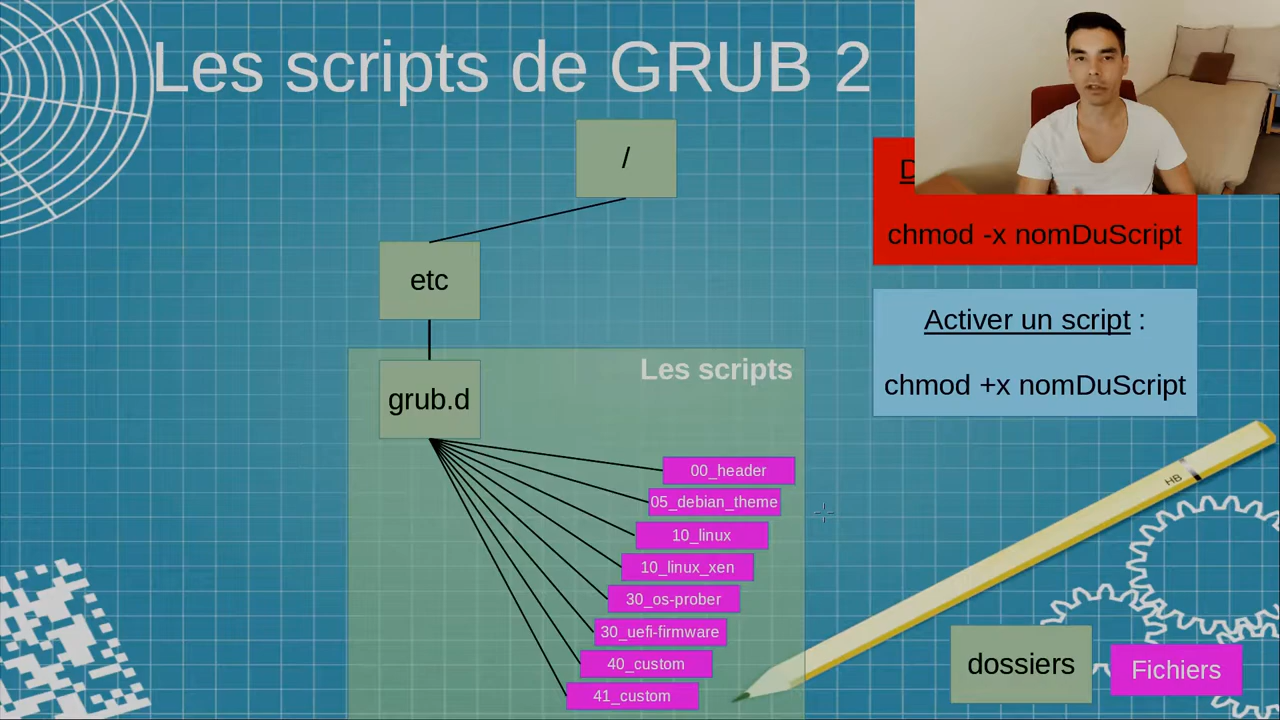 Les scripts de GRUB 2
/
etc
grub.d
Les scripts
00_header
05_debian_theme
10_linux
10_linux_xen
30_os-prober
30_uefi-firmware
40_custom
41_custom
chmod -x nomDuScript
Activer un script :
chmod +x nomDuScript
HB
dossiers
Fichiers